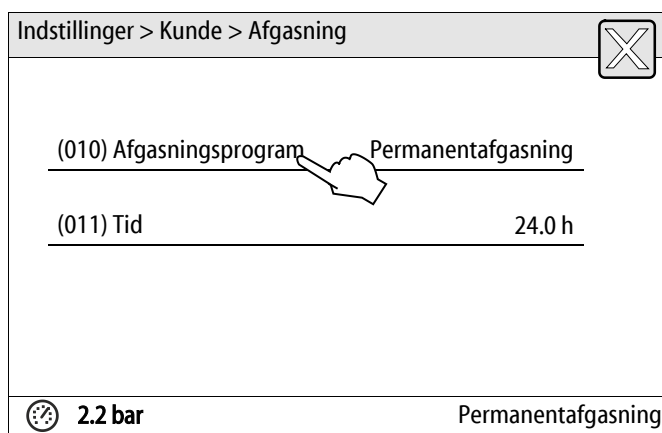 Indstillinger > Kunde > Afgasning
(010) Afgasningsprogram Permanentafgasning
(011) Tid 24.0 h
2.2 bar Permanentafgasning